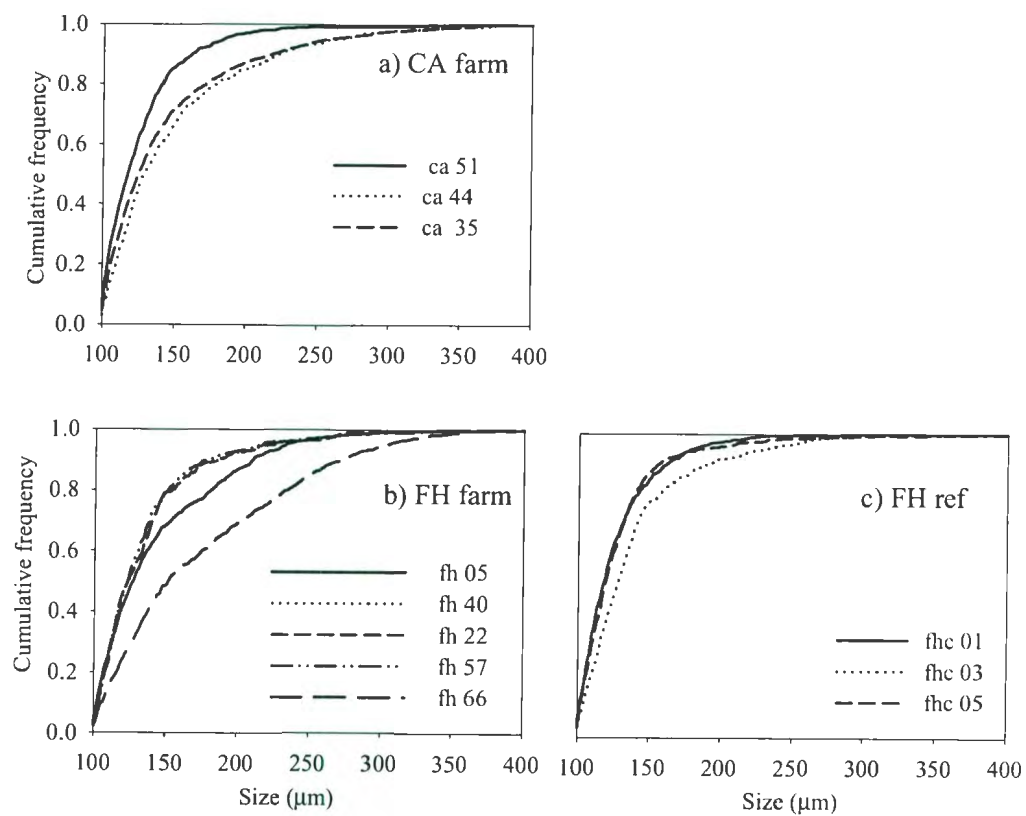 a) CA farm
Cumulative frequency
1.0
0.8
0.6
0.4
0.2
0.0
ca 51
ca 44
ca 35
100 150 200 250 300 350 400
b) FH farm
Cumulative frequency
1.0
0.8
0.6
0.4
0.2
0.0
fh 05
fh 40
fh 22
fh 57
fh 66
100 150 200 250 300 350 400
Size (µm)
c) FH ref
fhc 01
fhc 03
fhc 05
100 150 200 250 300 350 400
Size (µm)